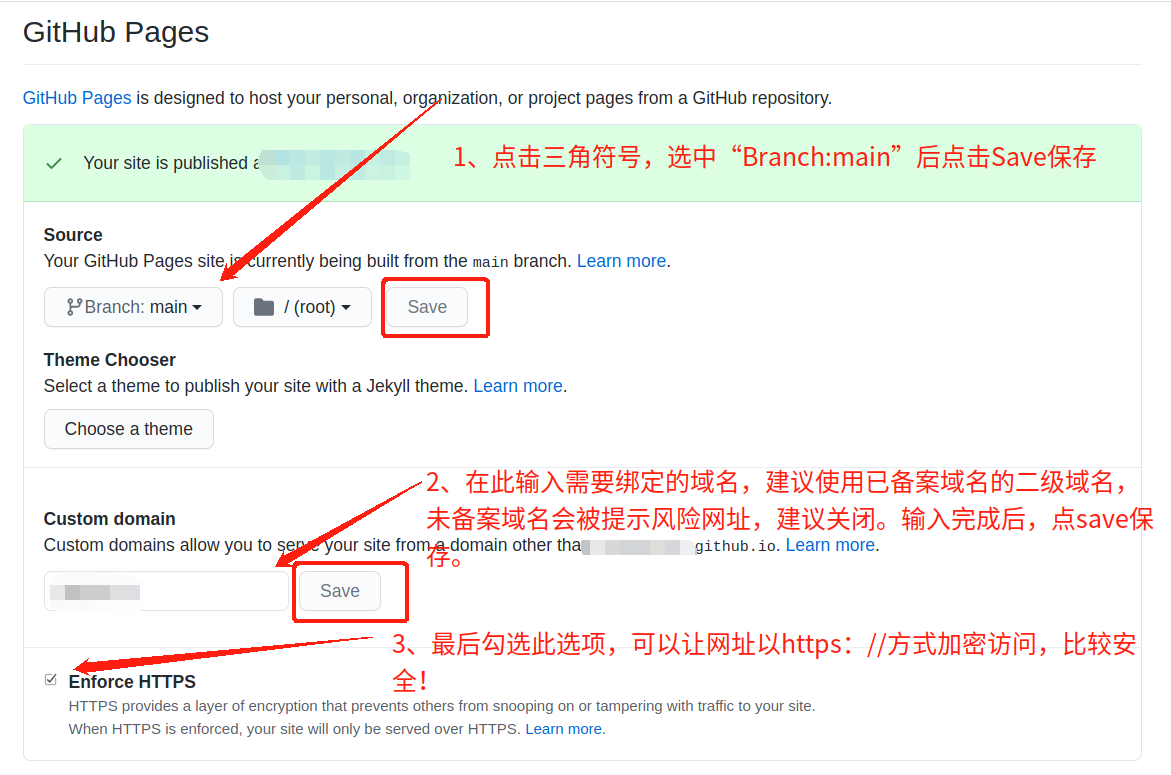 GitHub Pages
GitHub Pages is designed to host your personal, organization, or project pages from a GitHub repository.
Your site is published a
1、点击三角符号，选中“Branch:main”后点击Save保存
Source
Your GitHub Pages site is currently being built from the main branch. Learn more.
Branch: main
/ (root)
Save
Theme Chooser
Select a theme to publish your site with a Jekyll theme. Learn more.
Choose a theme
2、在此输入需要绑定的域名，建议使用已备案域名的二级域名，
未备案域名会被提示风险网址，建议关闭。输入完成后，点save保
存。
Custom domain
Custom domains allow you to serve your site from a domain other tha github.io. Learn more.
Save
3、最后勾选此选项，可以让网址以https：//方式加密访问，比较安
全！
Enforce HTTPS
HTTPS provides a layer of encryption that prevents others from snooping on or tampering with traffic to your site.
When HTTPS is enforced, your site will only be served over HTTPS. Learn more.